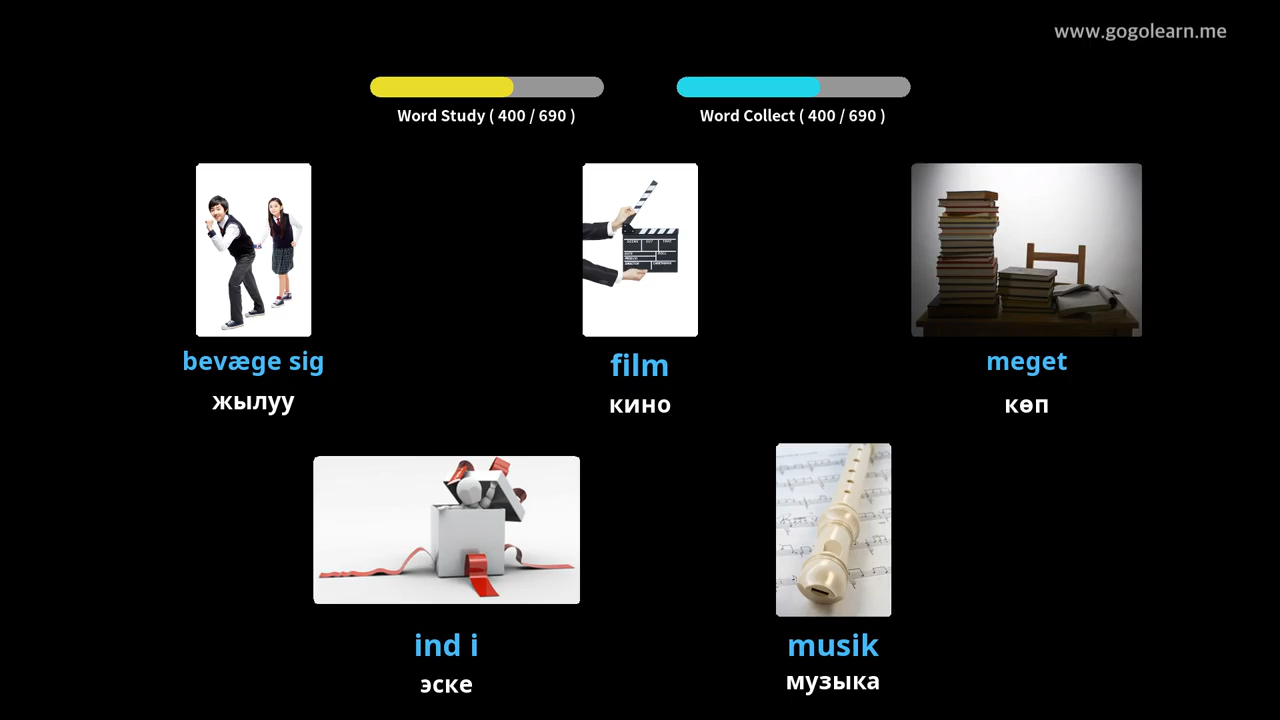 www.gogolearn.me
Word Study ( 400 / 690 )
Word Collect ( 400 / 690 )
bevæge sig
жылуу
film
кино
meget
көп
ind i
эске
musik
музыка